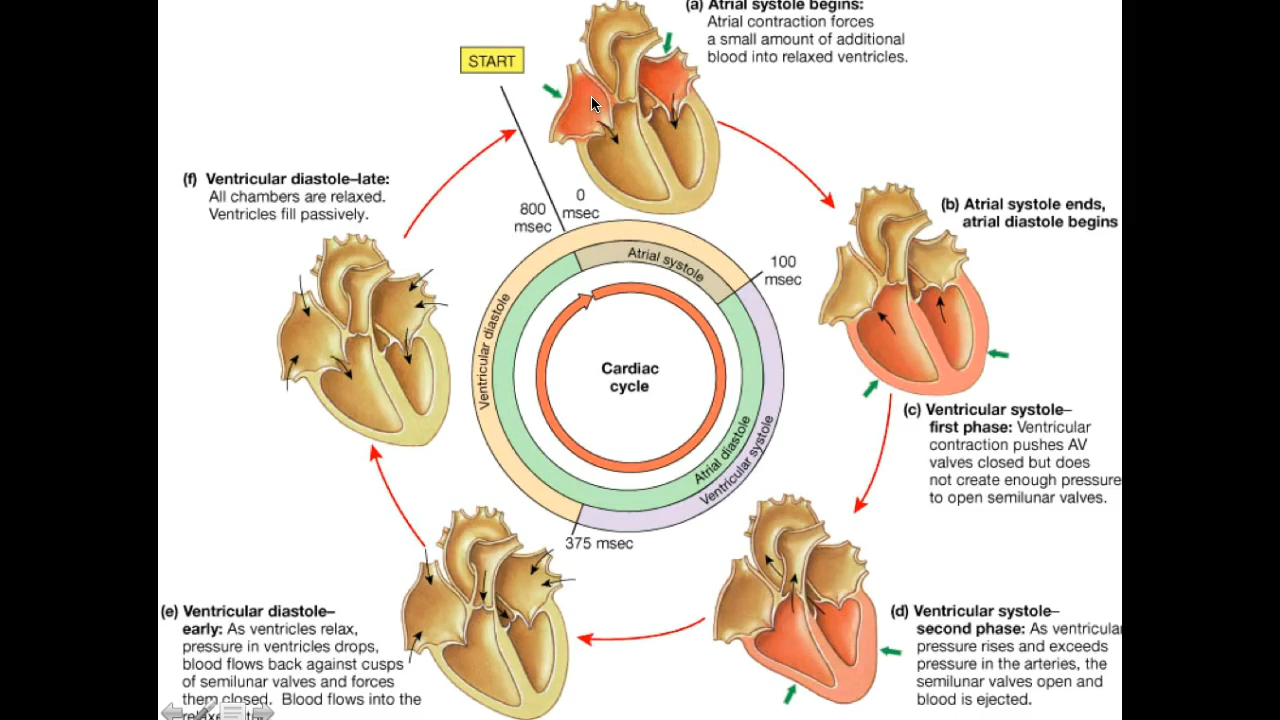 (a) Atrial systole begins:
Atrial contraction forces
a small amount of additional
blood into relaxed ventricles.
START
(f) Ventricular diastole–late:
All chambers are relaxed.
Ventricles fill passively.
800
msec
0
msec
(b) Atrial systole ends,
atrial diastole begins
100
msec
Atrial systole
Ventricular diastole
Cardiac
cycle
Atrial diastole
Ventricular systole
(c) Ventricular systole–
first phase: Ventricular
contraction pushes AV
valves closed but does
not create enough pressure
to open semilunar valves.
375 msec
(e) Ventricular diastole–
early: As ventricles relax,
pressure in ventricles drops,
blood flows back against cusps
of semilunar valves and forces
them closed. Blood flows into the
(d) Ventricular systole–
second phase: As ventricular
pressure rises and exceeds
pressure in the arteries, the
semilunar valves open and
blood is ejected.